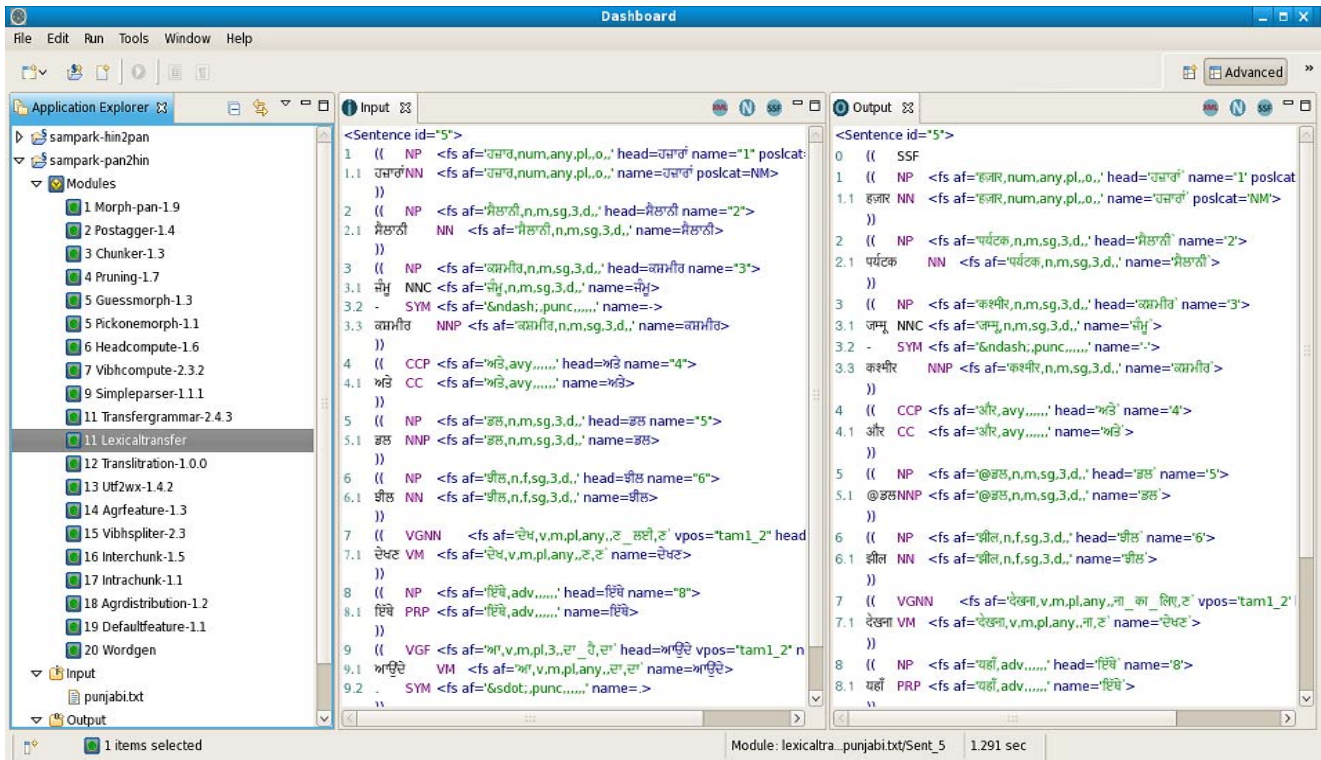 Dashboard
File Edit Run Tools Window Help
Advanced »
Application Explorer
sampark-hin2pan
sampark-pan2hin
Modules
1 Morph-pan-1.9
2 Postagger-1.4
3 Chunker-1.3
4 Pruning-1.7
5 Guessmorph-1.3
5 Pickonemorph-1.1
6 Headcompute-1.6
7 Vibhcompute-2.3.2
9 Simpleparser-1.1.1
11 Transfergrammar-2.4.3
11 Lexicaltransfer
12 Translitration-1.0.0
13 Utf2wx-1.4.2
14 Agrfeature-1.3
15 Vibhspliter-2.3
16 Interchunk-1.5
17 Intrachunk-1.1
18 Agrdistribution-1.2
19 Defaultfeature-1.1
20 Wordgen
Input
punjabi.txt
Output
Input
<Sentence id="5">
1 (( NP <fs af='ਹਜ਼ਾਰ,num,any,pl,,o,,' head=ਹਜ਼ਾਰਾਂ name="1" poslcat=
1.1 ਹਜ਼ਾਰਾਂ NN <fs af='ਹਜ਼ਾਰ,num,any,pl,,o,,' name=ਹਜ਼ਾਰਾਂ poslcat=NM>
))
2 (( NP <fs af='ਸੈਲਾਨੀ,n,m,sg,3,d,,' head=ਸੈਲਾਨੀ name="2">
2.1 ਸੈਲਾਨੀ NN <fs af='ਸੈਲਾਨੀ,n,m,sg,3,d,,' name=ਸੈਲਾਨੀ>
))
3 (( NP <fs af='ਕਸ਼ਮੀਰ,n,m,sg,3,d,,' head=ਕਸ਼ਮੀਰ name="3">
3.1 ਜੰਮੂ NNC <fs af='ਜੰਮੂ,n,m,sg,3,d,,' name=ਜੰਮੂ>
3.2 - SYM <fs af='&ndash;,punc,,,,,,' name=->
3.3 ਕਸ਼ਮੀਰ NNP <fs af='ਕਸ਼ਮੀਰ,n,m,sg,3,d,,' name=ਕਸ਼ਮੀਰ>
))
4 (( CCP <fs af='ਅਤੇ,avy,,,,,,' head=ਅਤੇ name="4">
4.1 ਅਤੇ CC <fs af='ਅਤੇ,avy,,,,,,' name=ਅਤੇ>
))
5 (( NP <fs af='ਡਲ,n,m,sg,3,d,,' head=ਡਲ name="5">
5.1 ਡਲ NNP <fs af='ਡਲ,n,m,sg,3,d,,' name=ਡਲ>
))
6 (( NP <fs af='ਝੀਲ,n,f,sg,3,d,,' head=ਝੀਲ name="6">
6.1 ਝੀਲ NN <fs af='ਝੀਲ,n,f,sg,3,d,,' name=ਝੀਲ>
))
7 (( VGNN <fs af='ਦੇਖ,v,m,pl,any,,ਣ_ਲਈ,ਣ' vpos="tam1_2" head
7.1 ਦੇਖਣ VM <fs af='ਦੇਖ,v,m,pl,any,,ਣ,ਣ' name=ਦੇਖਣ>
))
8 (( NP <fs af='ਇੱਥੇ,adv,,,,,,' head=ਇੱਥੇ name="8">
8.1 ਇੱਥੇ PRP <fs af='ਇੱਥੇ,adv,,,,,,' name=ਇੱਥੇ>
))
9 (( VGF <fs af='ਆ,v,m,pl,3,,ਦਾ_ਹੈ,ਦਾ' head=ਆਉਂਦੇ vpos="tam1_2" n
9.1 ਆਉਂਦੇ VM <fs af='ਆ,v,m,pl,any,,ਦਾ,ਦਾ' name=ਆਉਂਦੇ>
9.2 . SYM <fs af='&sdot;,punc,,,,,,' name=.>
))
Output
<Sentence id="5">
0 (( SSF
1 (( NP <fs af='हज़ार,num,any,pl,,o,,' head='ਹਜ਼ਾਰਾਂ' name='1' poslcat
1.1 हज़ार NN <fs af='हज़ार,num,any,pl,,o,,' name='ਹਜ਼ਾਰਾਂ' poslcat='NM'>
))
2 (( NP <fs af='पर्यटक,n,m,sg,3,d,,' head='ਸੈਲਾਨੀ' name='2'>
2.1 पर्यटक NN <fs af='पर्यटक,n,m,sg,3,d,,' name='ਸੈਲਾਨੀ'>
))
3 (( NP <fs af='कश्मीर,n,m,sg,3,d,,' head='ਕਸ਼ਮੀਰ' name='3'>
3.1 जम्मू NNC <fs af='जम्मू,n,m,sg,3,d,,' name='ਜੰਮੂ'>
3.2 - SYM <fs af='&ndash;,punc,,,,,,' name='-'>
3.3 कश्मीर NNP <fs af='कश्मीर,n,m,sg,3,d,,' name='ਕਸ਼ਮੀਰ'>
))
4 (( CCP <fs af='और,avy,,,,,,' head='ਅਤੇ' name='4'>
4.1 और CC <fs af='और,avy,,,,,,' name='ਅਤੇ'>
))
5 (( NP <fs af='@ਡਲ,n,m,sg,3,d,,' head='ਡਲ' name='5'>
5.1 @ਡਲ NNP <fs af='@ਡਲ,n,m,sg,3,d,,' name='ਡਲ'>
))
6 (( NP <fs af='झील,n,f,sg,3,d,,' head='ਝੀਲ' name='6'>
6.1 झील NN <fs af='झील,n,f,sg,3,d,,' name='ਝੀਲ'>
))
7 (( VGNN <fs af='देखना,v,m,pl,any,,ना_का_लिए,ਣ' vpos='tam1_2'
7.1 देखना VM <fs af='देखना,v,m,pl,any,,ना,ਣ' name='ਦੇਖਣ'>
))
8 (( NP <fs af='यहाँ,adv,,,,,,' head='ਇੱਥੇ' name='8'>
8.1 यहाँ PRP <fs af='यहाँ,adv,,,,,,' name='ਇੱਥੇ'>
))
1 items selected
Module: lexicaltra...punjabi.txt/Sent_5 1.291 sec